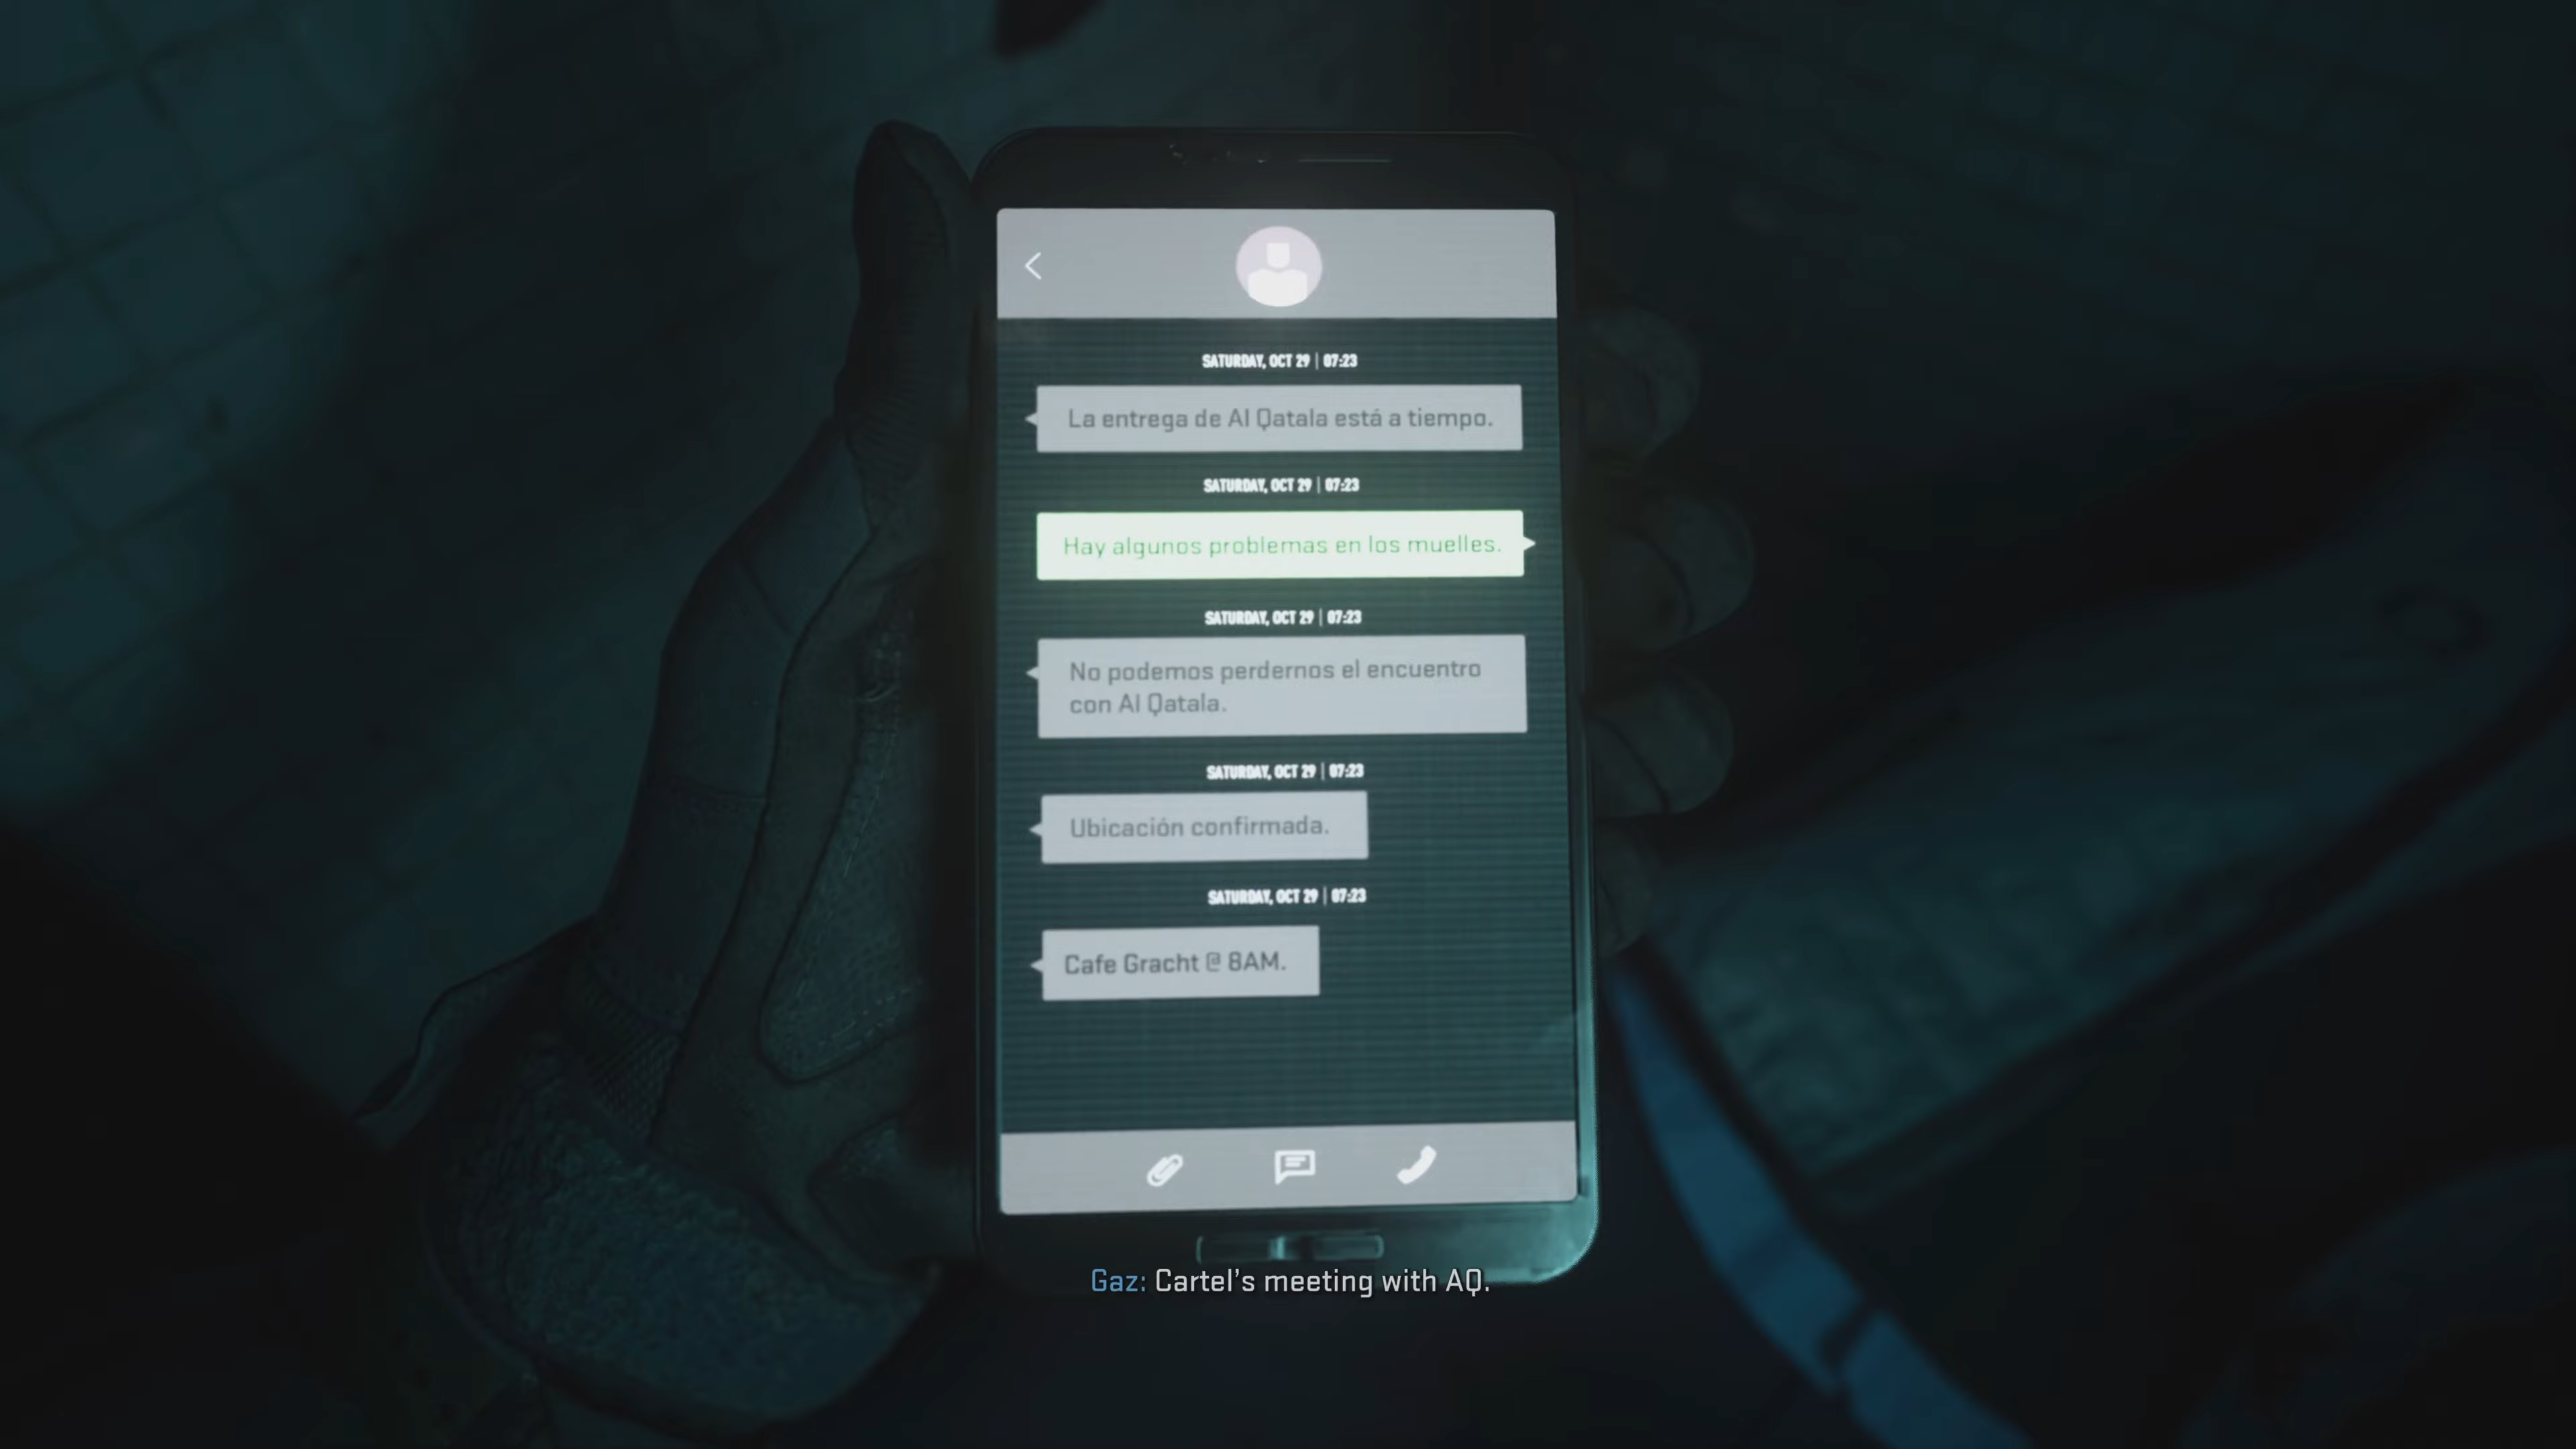 SATURDAY, OCT 29 | 07:23
La entrega de Al Qatala está a tiempo.
SATURDAY, OCT 29 | 07:23
Hay algunos problemas en los muelles.
SATURDAY, OCT 29 | 07:23
No podemos perdernos el encuentro
con Al Qatala.
SATURDAY, OCT 29 | 07:23
Ubicación confirmada.
SATURDAY, OCT 29 | 07:23
Cafe Gracht @ 8AM.
Gaz: Cartel's meeting with AQ.